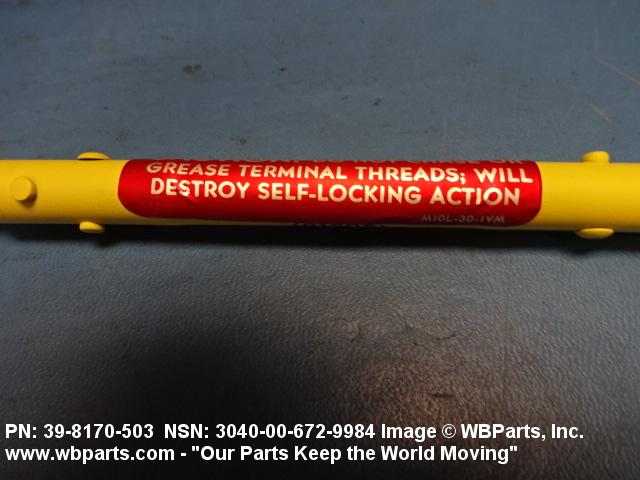 GREASE TERMINAL THREADS; WILL
DESTROY SELF-LOCKING ACTION
M10L-30-1VM
PN: 39-8170-503 NSN: 3040-00-672-9984 Image © WBParts, Inc.
www.wbparts.com - "Our Parts Keep the World Moving"